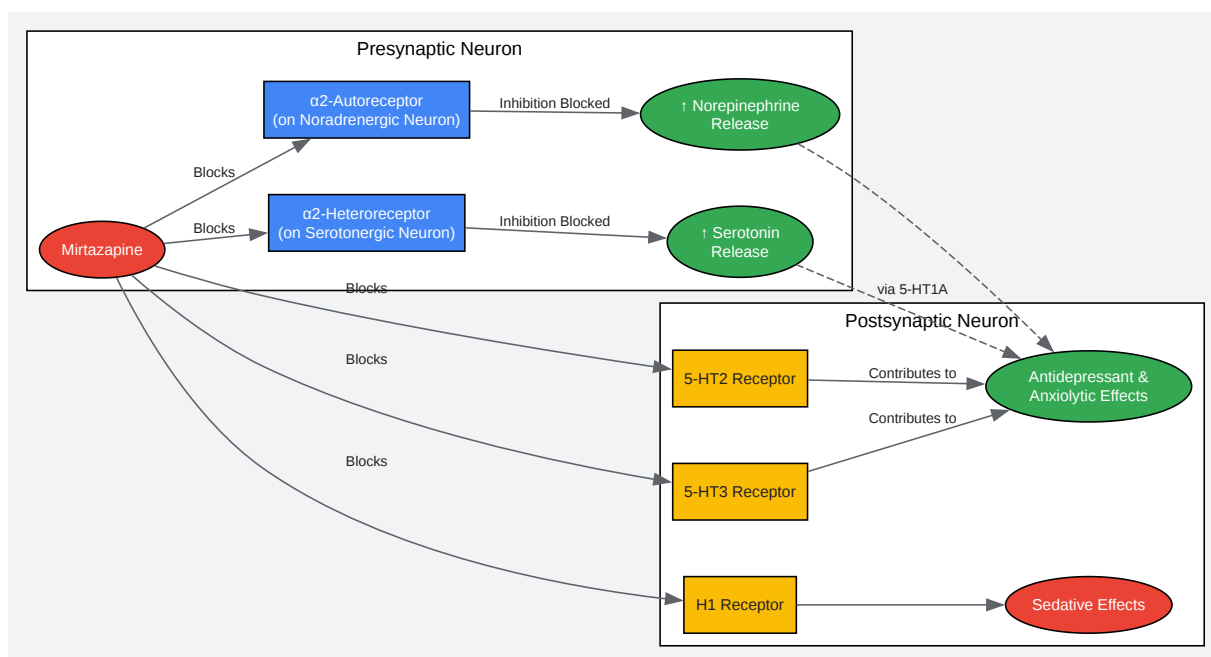 Presynaptic Neuron
α2-Autoreceptor
(on Noradrenergic Neuron)
Inhibition Blocked
↑ Norepinephrine
Release
Blocks
α2-Heteroreceptor
(on Serotonergic Neuron)
Inhibition Blocked
↑ Serotonin
Release
Blocks
Mirtazapine
Blocks
via 5-HT1A
Postsynaptic Neuron
Blocks
5-HT2 Receptor
Contributes to
Antidepressant &
Anxiolytic Effects
Contributes to
Blocks
5-HT3 Receptor
H1 Receptor
Sedative Effects